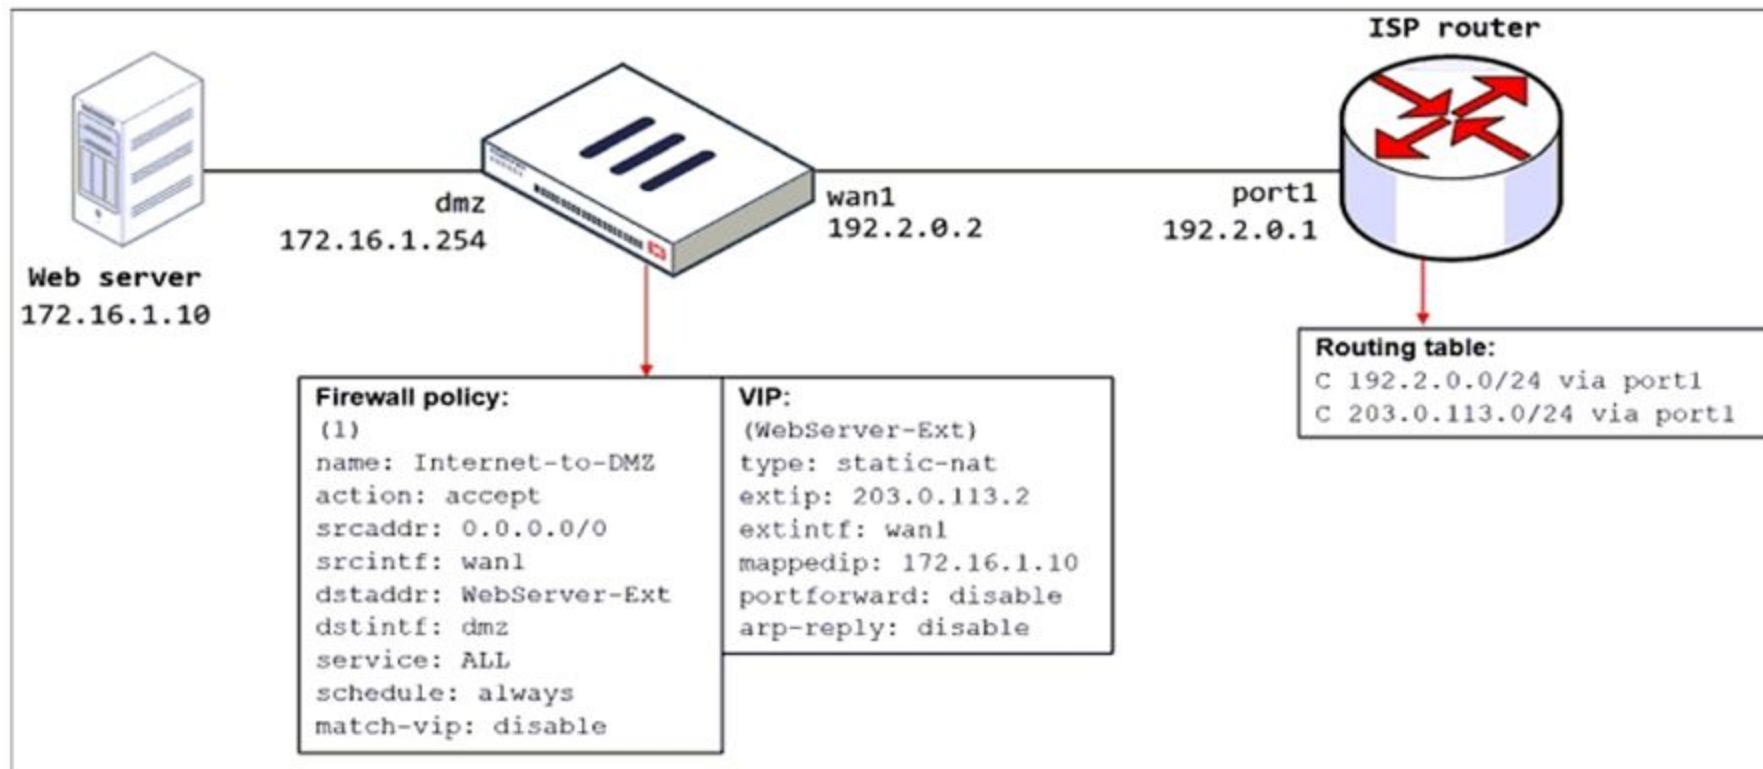 ISP router
dmz
172.16.1.254
wan1
192.2.0.2
port1
192.2.0.1
Web server
172.16.1.10
Firewall policy:
(1)
name: Internet-to-DMZ
action: accept
srcaddr: 0.0.0.0/0
srcintf: wan1
dstaddr: WebServer-Ext
dstintf: dmz
service: ALL
schedule: always
match-vip: disable
VIP:
(WebServer-Ext)
type: static-nat
extip: 203.0.113.2
extintf: wan1
mappedip: 172.16.1.10
portforward: disable
arp-reply: disable
Routing table:
C 192.2.0.0/24 via port1
C 203.0.113.0/24 via port1